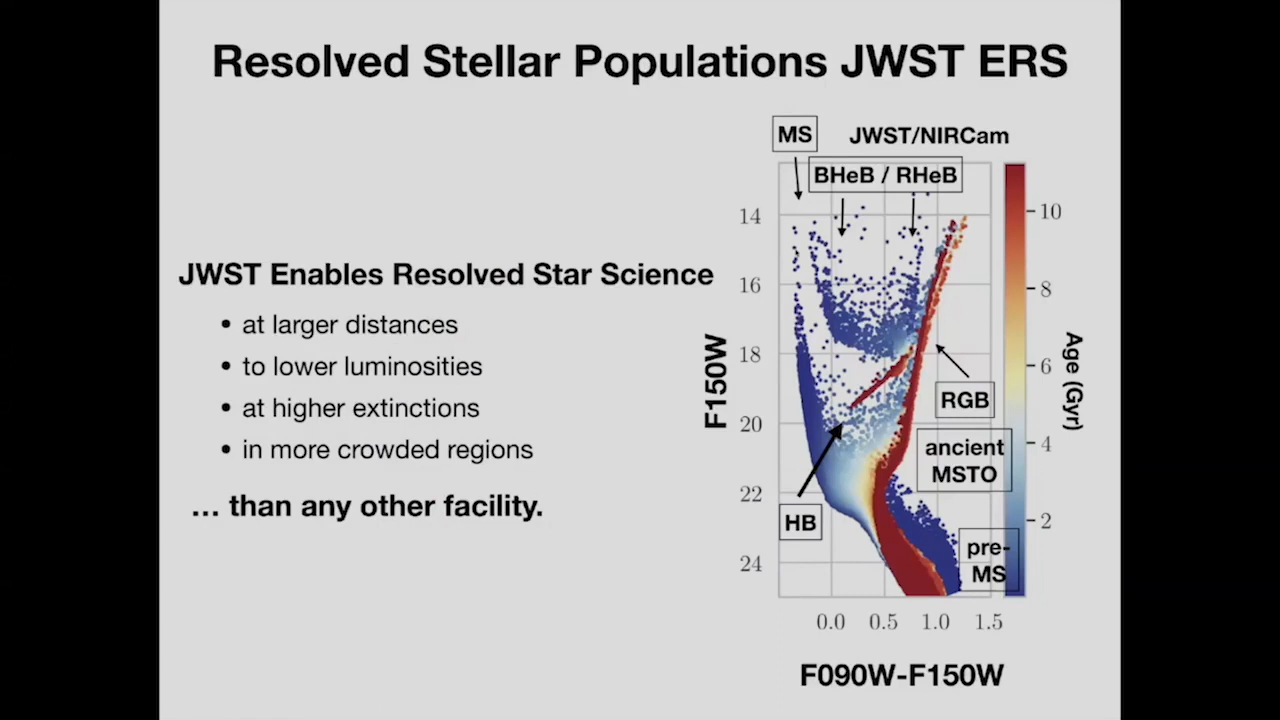 Resolved Stellar Populations JWST ERS
JWST Enables Resolved Star Science
• at larger distances
• to lower luminosities
• at higher extinctions
• in more crowded regions
… than any other facility.
MS
JWST/NIRCam
BHeB / RHeB
14
16
18
20
22
24
F150W
RGB
ancient
MSTO
HB
pre-
MS
0.0 0.5 1.0 1.5
F090W-F150W
10
8
6
4
2
Age (Gyr)